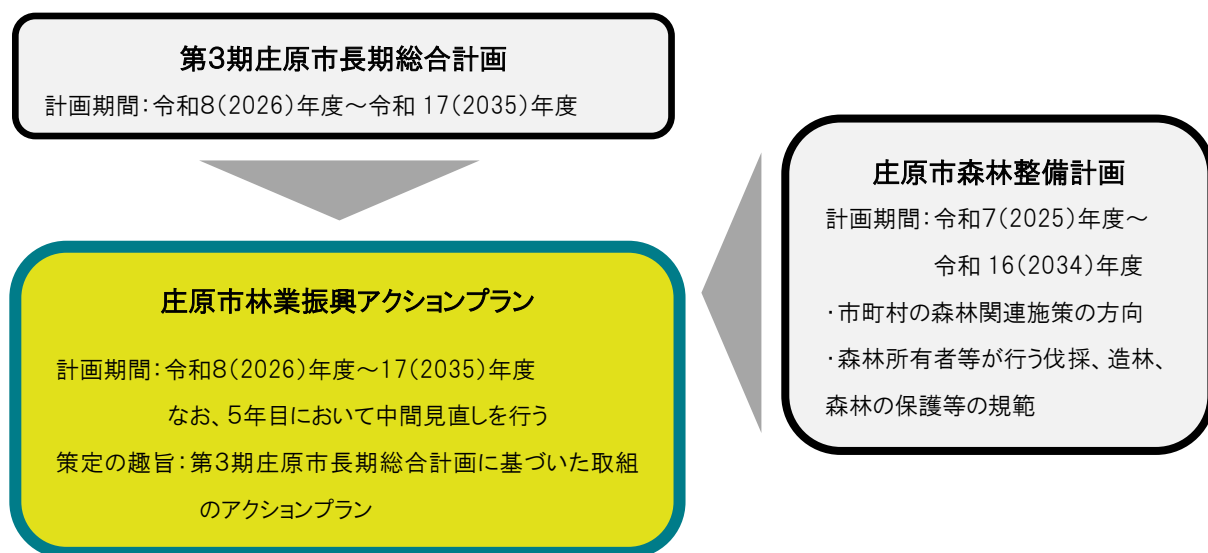 第3期庄原市長期総合計画
計画期間:令和8(2026)年度~令和 17(2035)年度
庄原市林業振興アクションプラン
計画期間:令和8(2026)年度~17(2035)年度
なお、5年目において中間見直しを行う
策定の趣旨:第3期庄原市長期総合計画に基づいた取組
のアクションプラン
庄原市森林整備計画
計画期間:令和7(2025)年度~
令和 16(2034)年度
・市町村の森林関連施策の方向
・森林所有者等が行う伐採、造林、
森林の保護等の規範